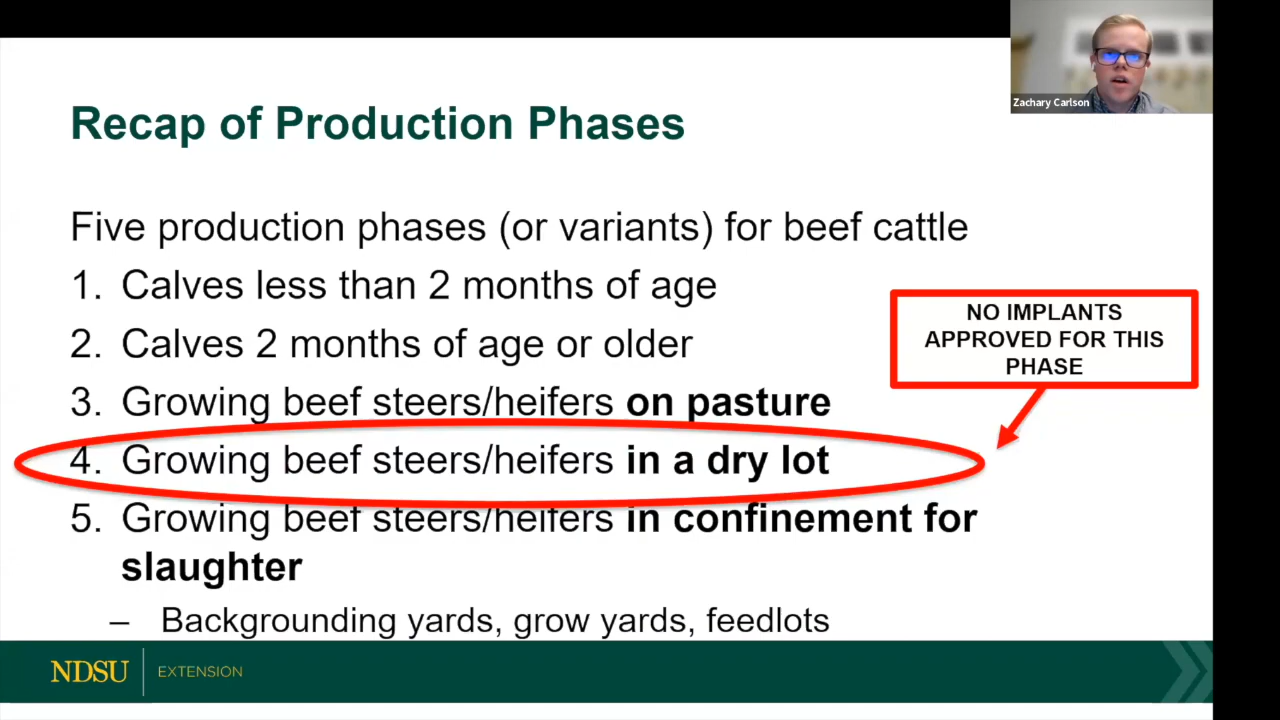 Zachary Carlson
Recap of Production Phases
Five production phases (or variants) for beef cattle
1. Calves less than 2 months of age
2. Calves 2 months of age or older
3. Growing beef steers/heifers on pasture
4. Growing beef steers/heifers in a dry lot
5. Growing beef steers/heifers in confinement for
slaughter
– Backgrounding yards, grow yards, feedlots
NO IMPLANTS
APPROVED FOR THIS
PHASE
NDSU EXTENSION